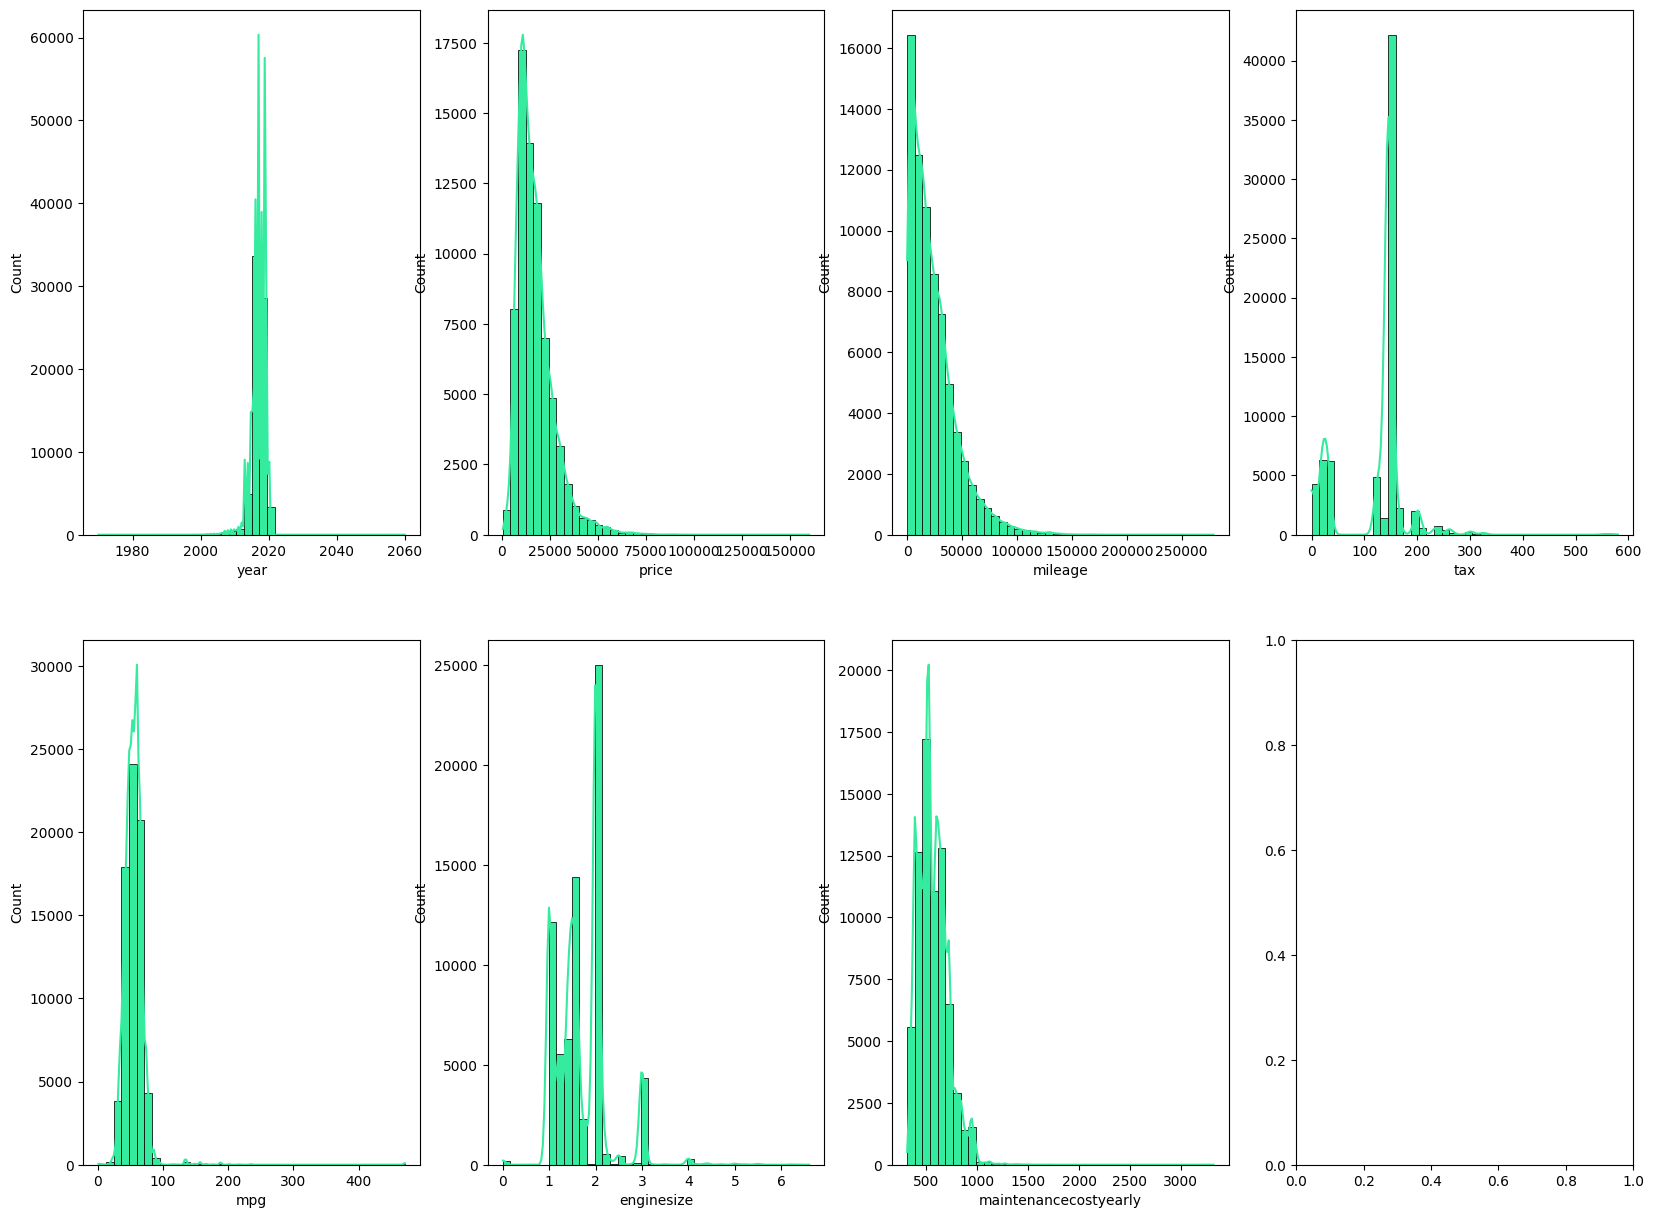 60000
50000
40000
30000
20000
10000
0
Count
1980 2000 2020 2040 2060
year
17500
15000
12500
10000
7500
5000
2500
0
Count
0 25000 50000 75000 100000 125000 150000
price
16000
14000
12000
10000
8000
6000
4000
2000
0
Count
0 50000 100000 150000 200000 250000
mileage
40000
35000
30000
25000
20000
15000
10000
5000
0
Count
0 100 200 300 400 500 600
tax
30000
25000
20000
15000
10000
5000
0
Count
0 100 200 300 400
mpg
25000
20000
15000
10000
5000
0
Count
0 1 2 3 4 5 6
enginesize
20000
17500
15000
12500
10000
7500
5000
2500
0
Count
500 1000 1500 2000 2500 3000
maintenancecostyearly
1.0
0.8
0.6
0.4
0.2
0.0
0.0 0.2 0.4 0.6 0.8 1.0